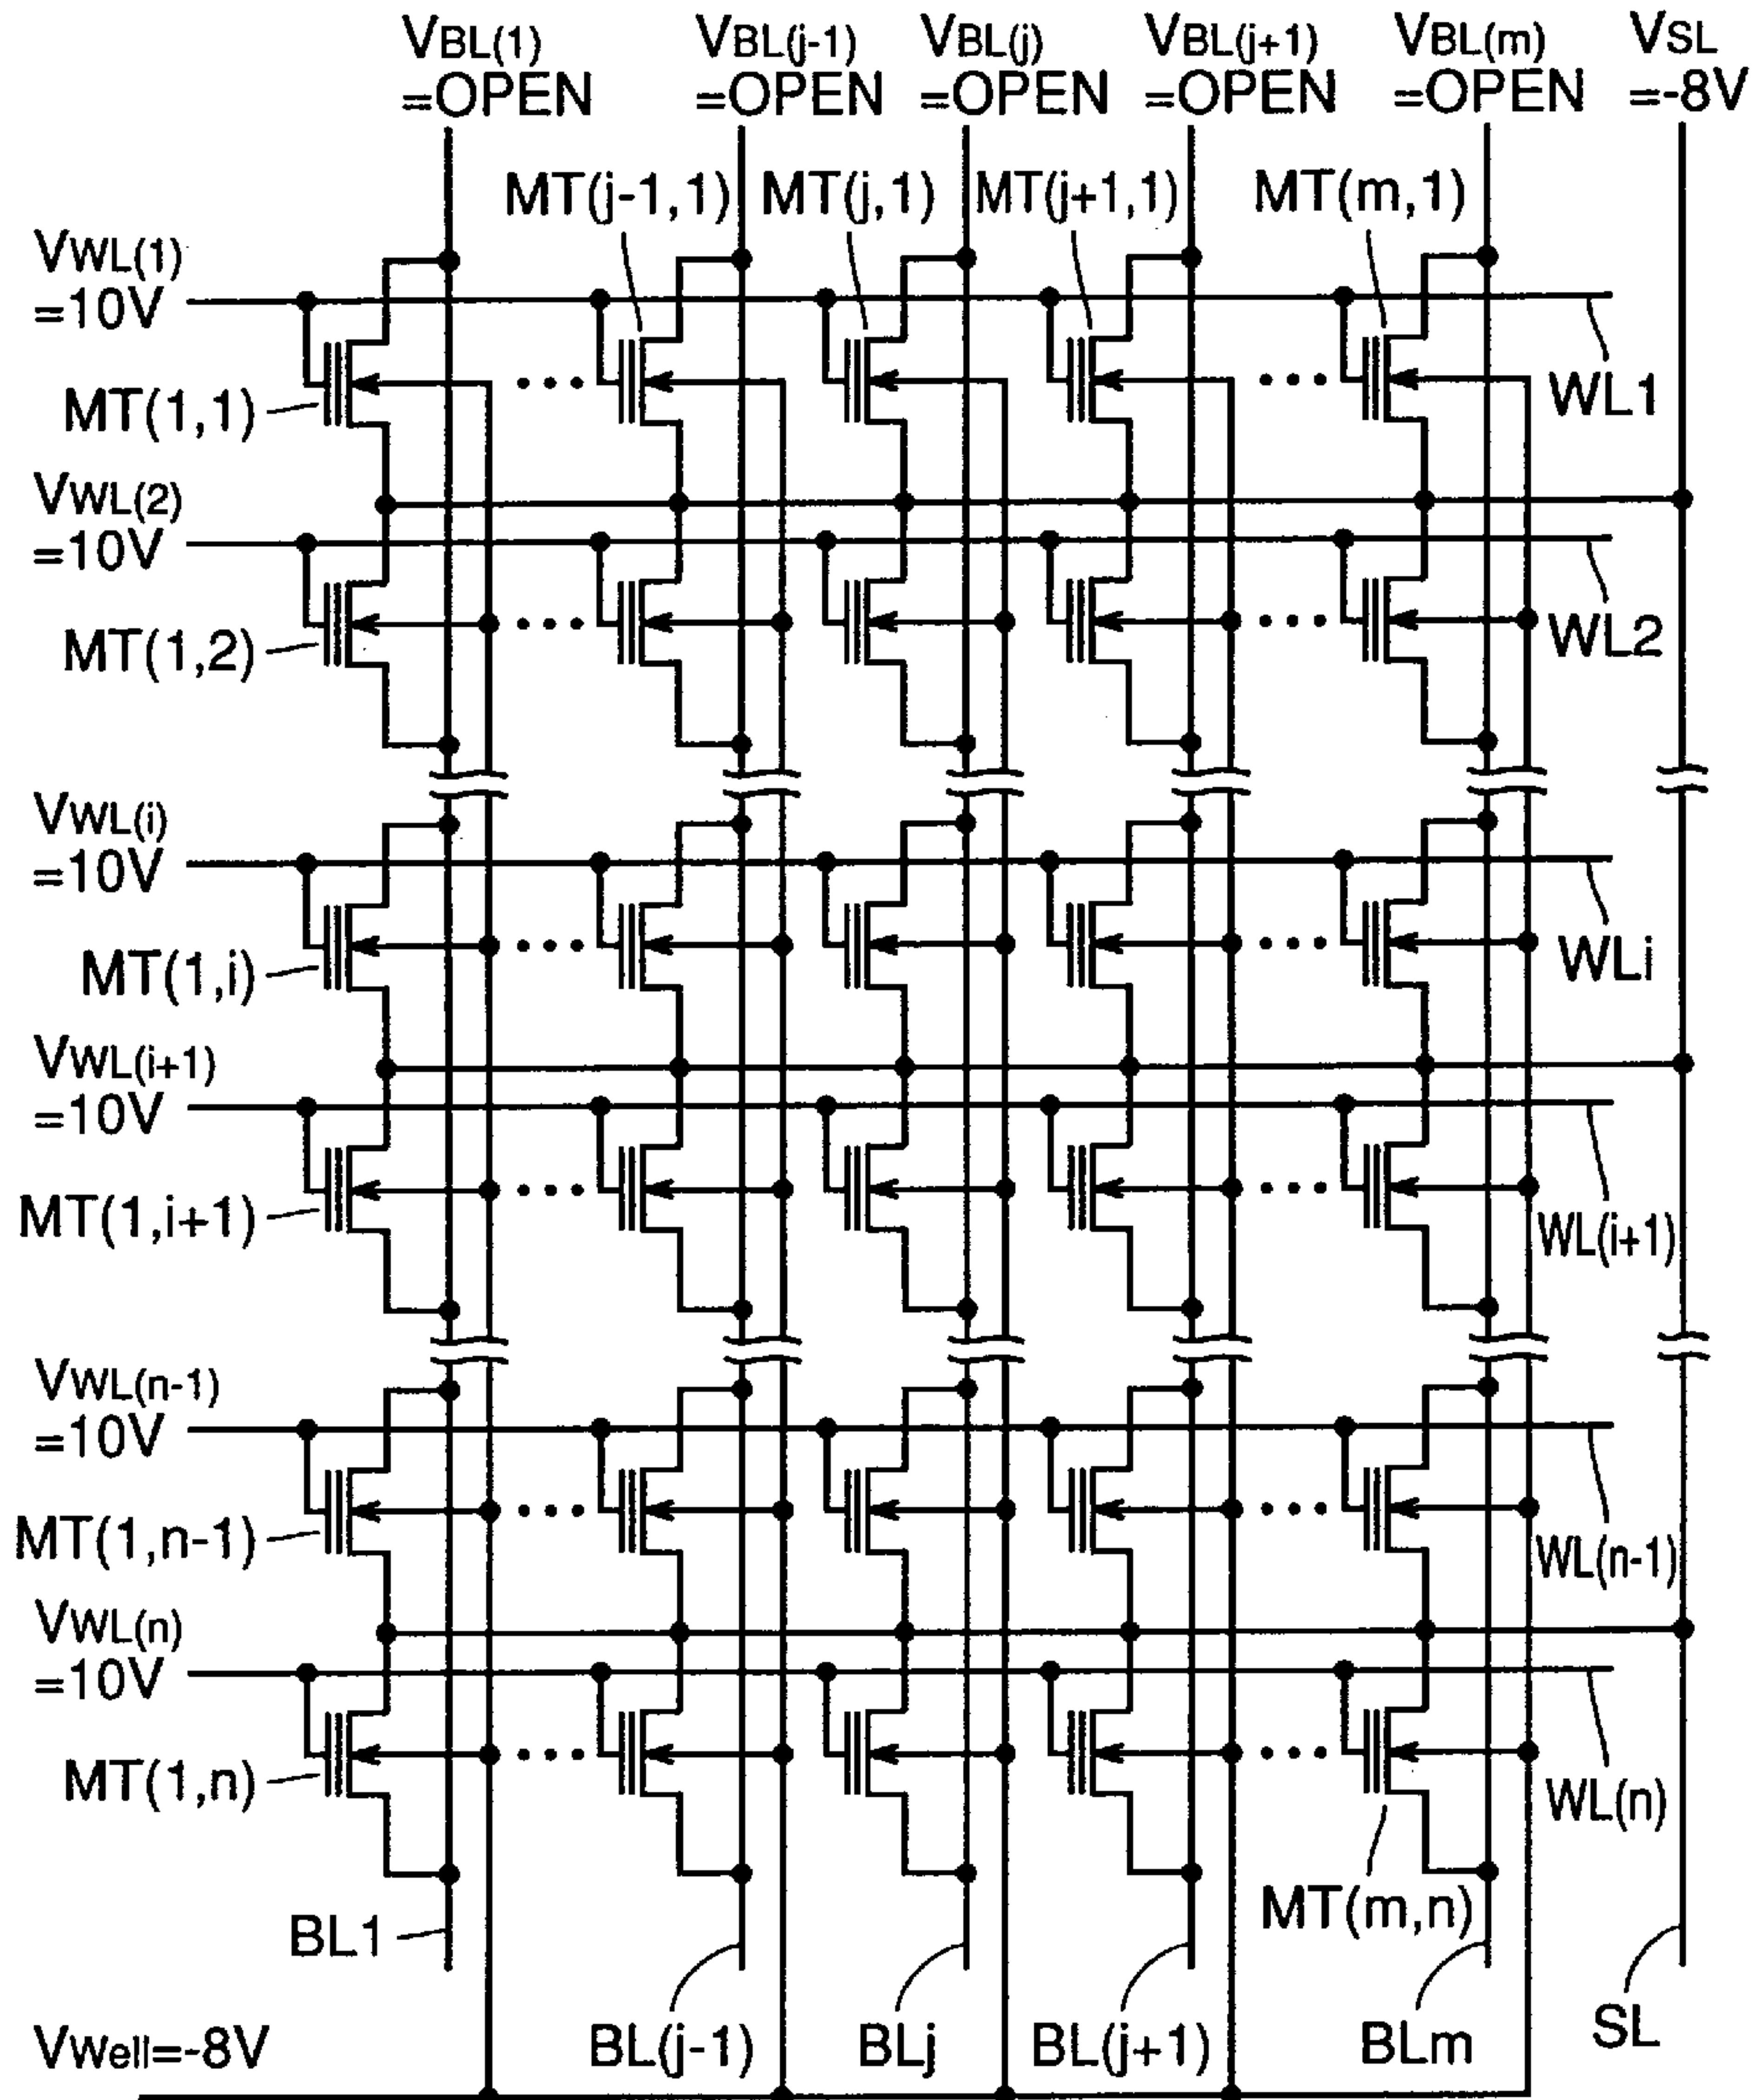 VBL(1) VBL(j-1) VBL(j) VBL(j+1) VBL(m) VSL
=OPEN =OPEN =OPEN =OPEN =OPEN =-8V
MT(j-1,1) MT(j,1) MT(j+1,1) MT(m,1)
VWL(1)
=10V
MT(1,1)
WL1
VWL(2)
=10V
MT(1,2)
WL2
VWL(i)
=10V
MT(1,i)
WLi
VWL(i+1)
=10V
MT(1,i+1)
WL(i+1)
VWL(n-1)
=10V
MT(1,n-1)
WL(n-1)
VWL(n)
=10V
MT(1,n)
WL(n)
MT(m,n)
BL1
BL(j-1) BLj BL(j+1) BLm SL
VWell=-8V